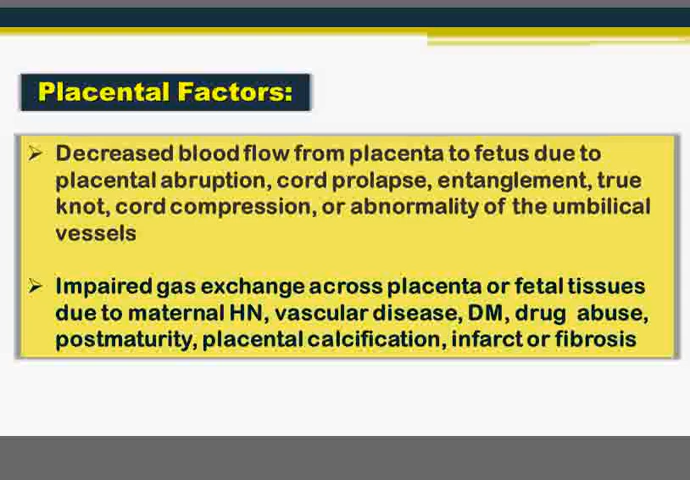 Placental Factors:
➢ Decreased blood flow from placenta to fetus due to
placental abruption, cord prolapse, entanglement, true
knot, cord compression, or abnormality of the umbilical
vessels
➢ Impaired gas exchange across placenta or fetal tissues
due to maternal HN, vascular disease, DM, drug abuse,
postmaturity, placental calcification, infarct or fibrosis